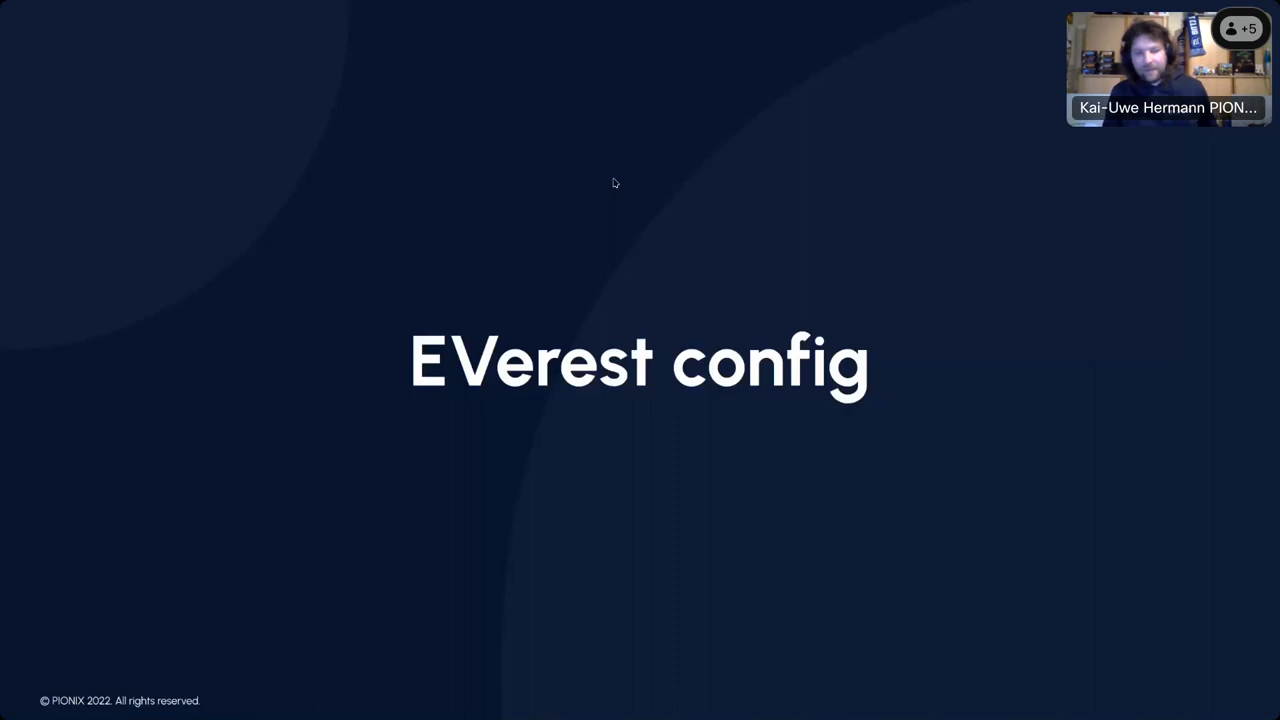 +5
Kai-Uwe Hermann PION...
EVerest config
© PIONIX 2022. All rights reserved.